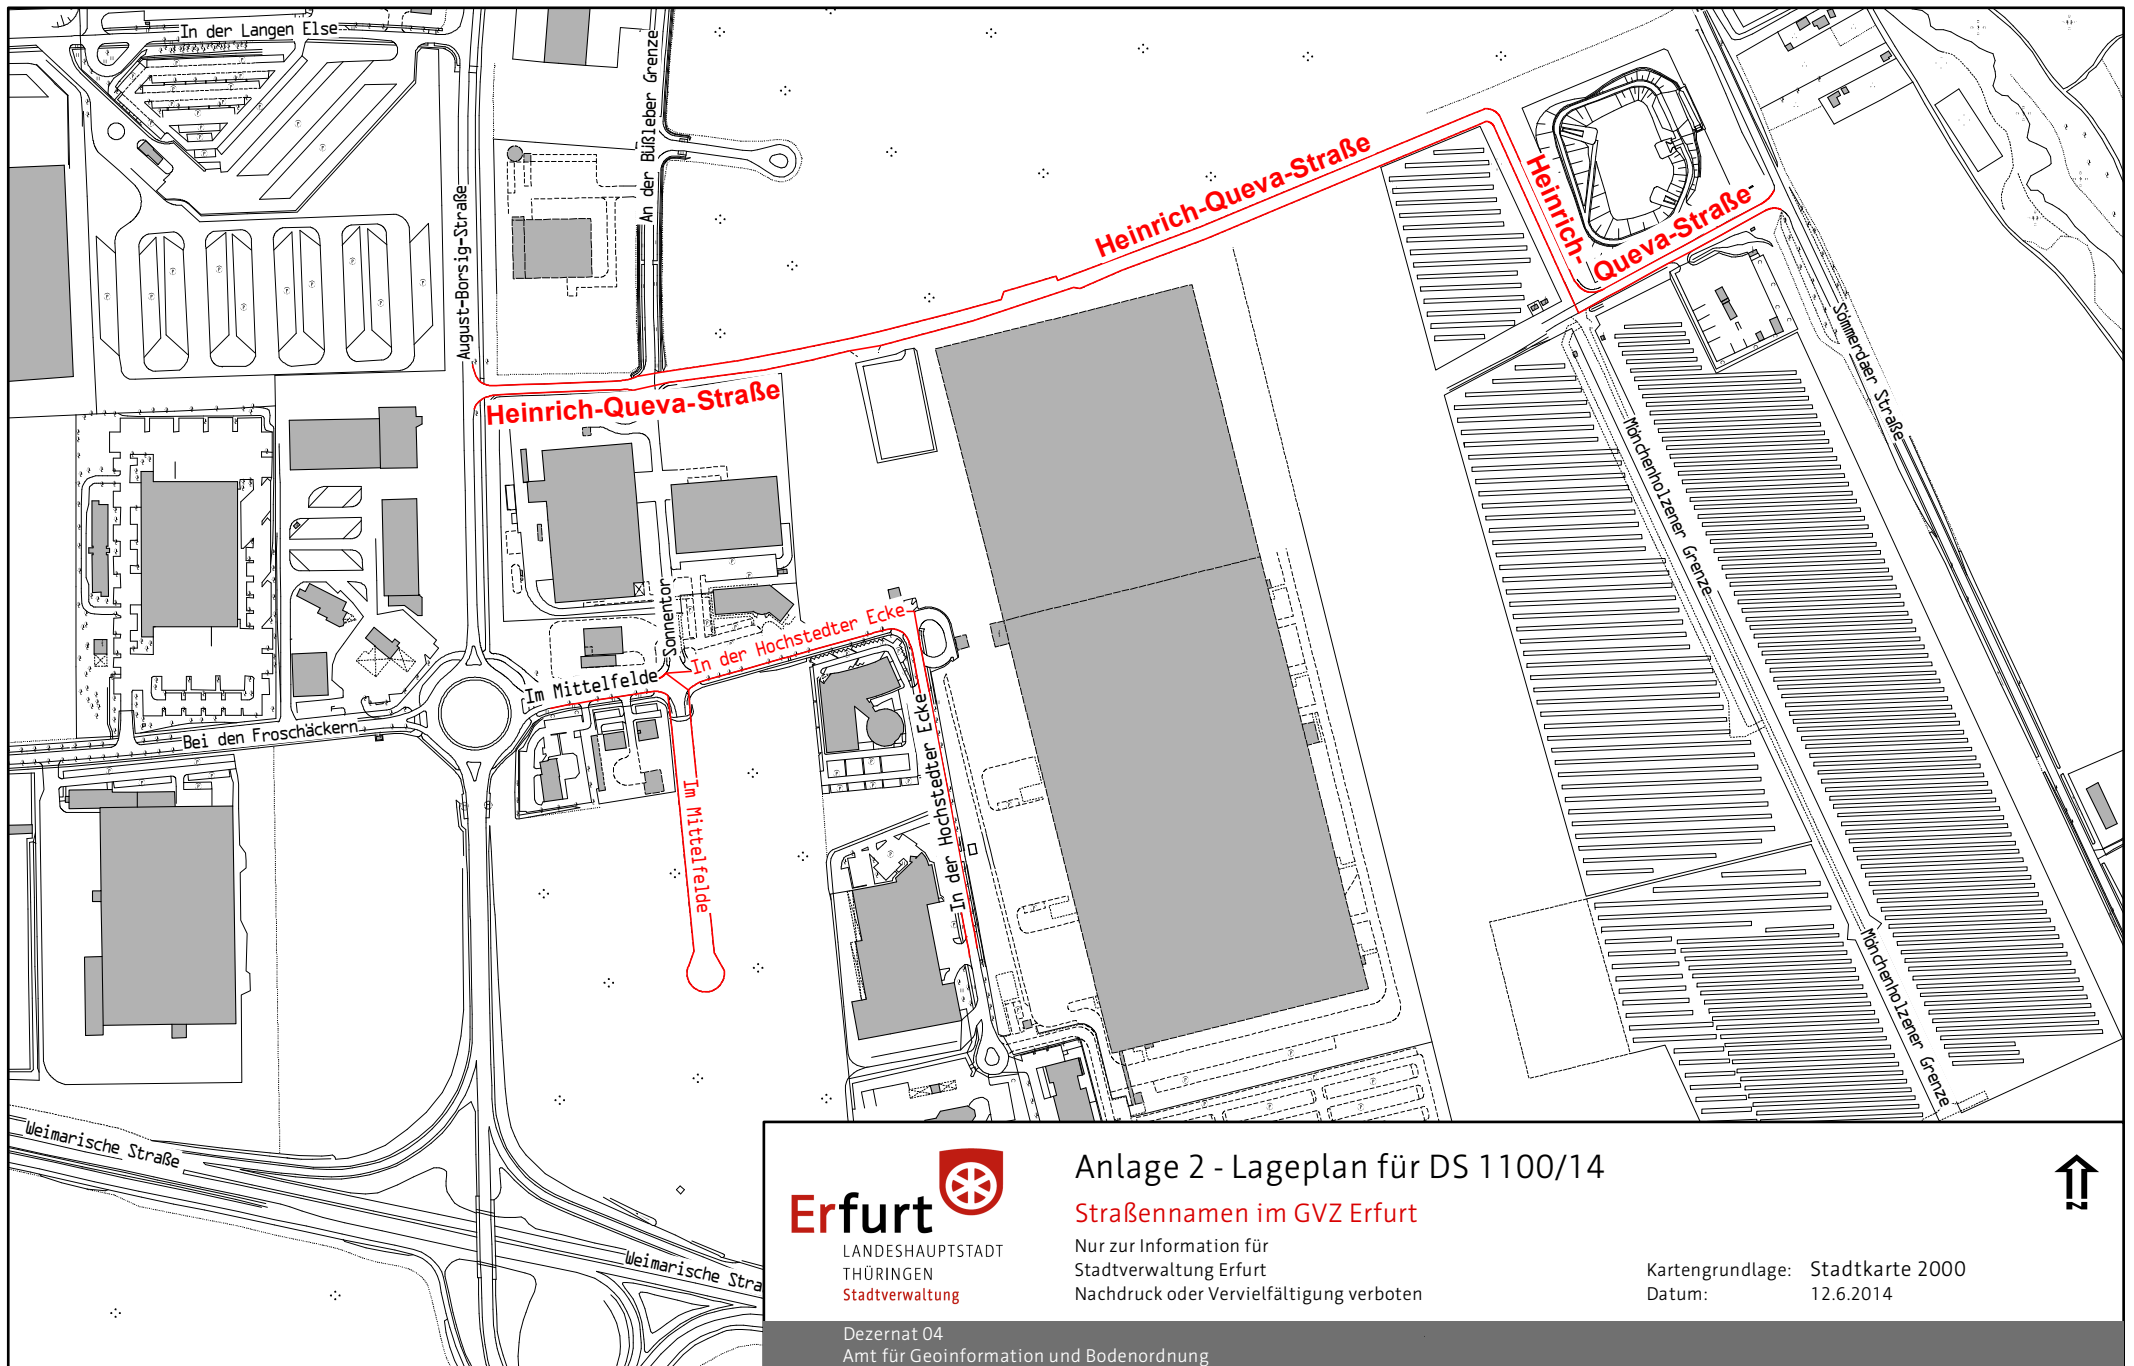 In der Langen Else
An der Büßleber Grenze
August-Borsig-Straße
Heinrich-Queva-Straße
Heinrich-
Queva-Straße
Heinrich-Queva-Straße
Sömmerdaer Straße
Mönchenholzener Grenze
Sonnentor
In der Hochstedter Ecke
Im Mittelfelde
Bei den Froschäckern
In der Hochstedter Ecke
Im Mittelfelde
Mönchenholzener Grenze
Weimarische Straße
Weimarische Stra
Erfurt
LANDESHAUPTSTADT
THÜRINGEN
Stadtverwaltung
Anlage 2 - Lageplan für DS 1100/14
Straßennamen im GVZ Erfurt
Nur zur Information für
Stadtverwaltung Erfurt
Nachdruck oder Vervielfältigung verboten
Kartengrundlage: Stadtkarte 2000
Datum: 12.6.2014
N
Dezernat 04
Amt für Geoinformation und Bodenordnung